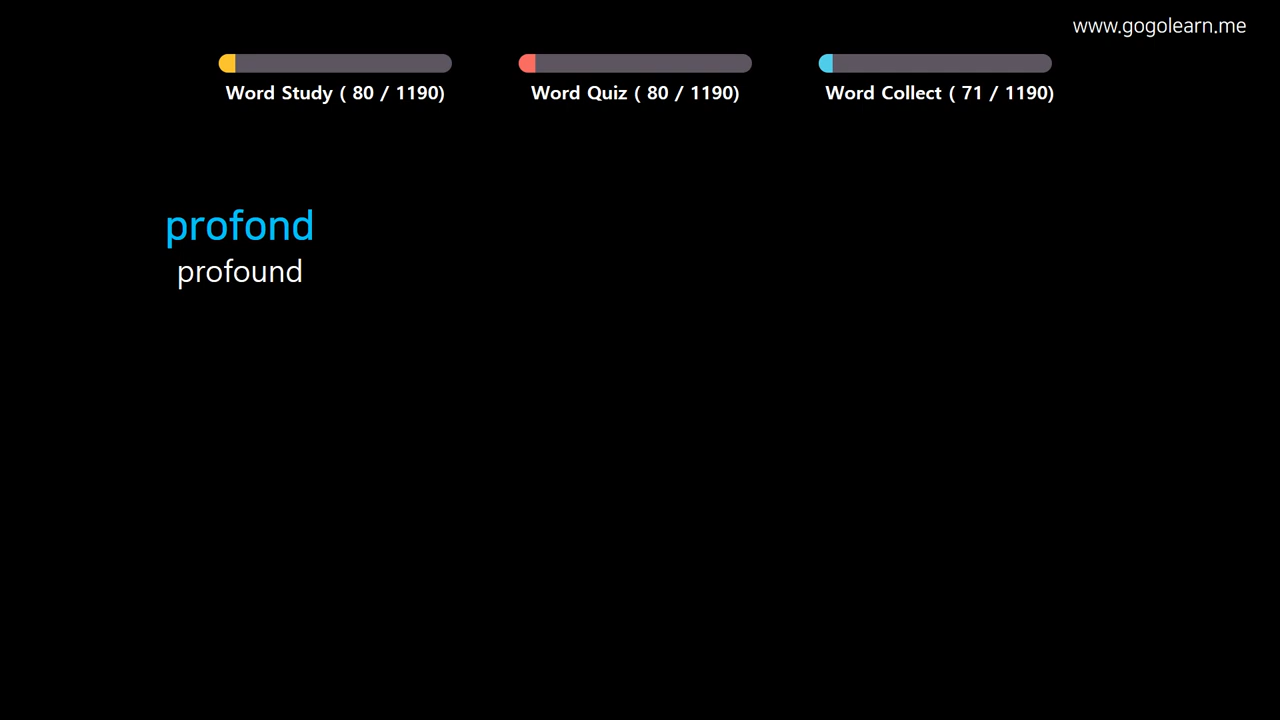 www.gogolearn.me
Word Study ( 80 / 1190)
Word Quiz ( 80 / 1190)
Word Collect ( 71 / 1190)
profond
profound